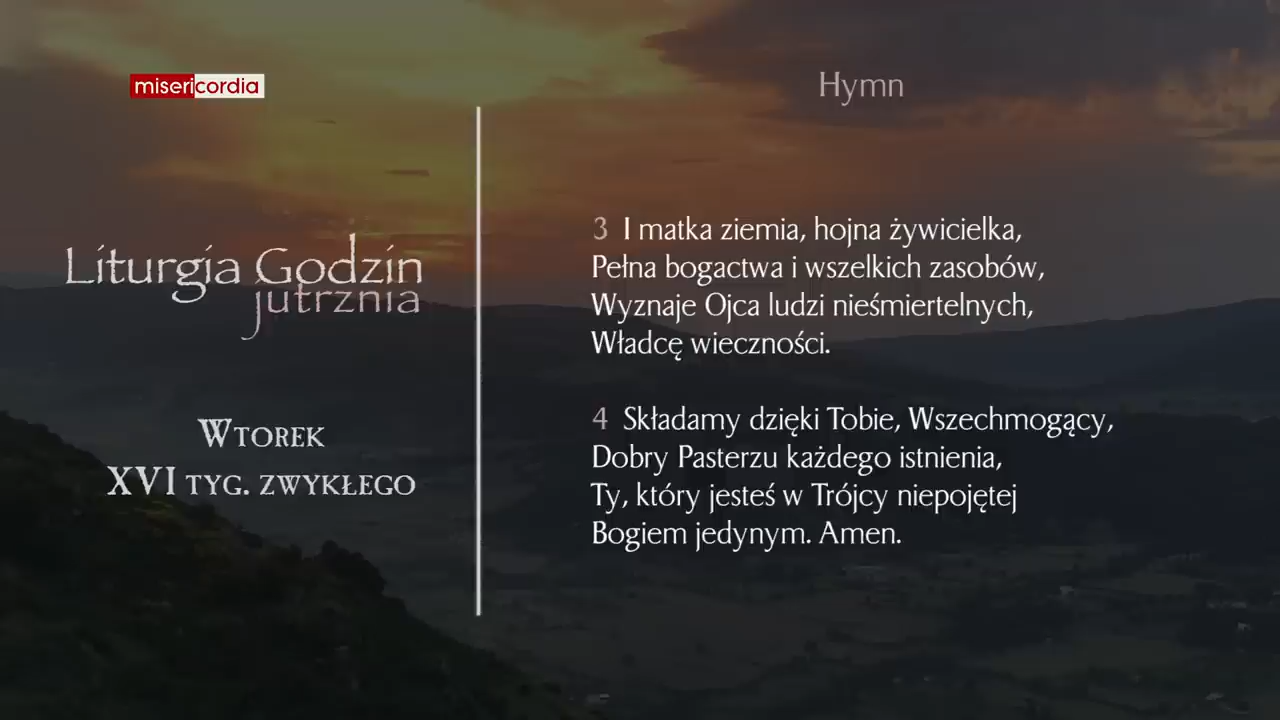 misericordia
Hymn
Liturgia Godzin
jutrznia
Wtorek
XVI tyg. zwykłego
3 I matka ziemia, hojna żywicielka,
Pełna bogactwa i wszelkich zasobów,
Wyznaje Ojca ludzi nieśmiertelnych,
Władcę wieczności.
4 Składamy dzięki Tobie, Wszechmogący,
Dobry Pasterzu każdego istnienia,
Ty, który jesteś w Trójcy niepojętej
Bogiem jedynym. Amen.